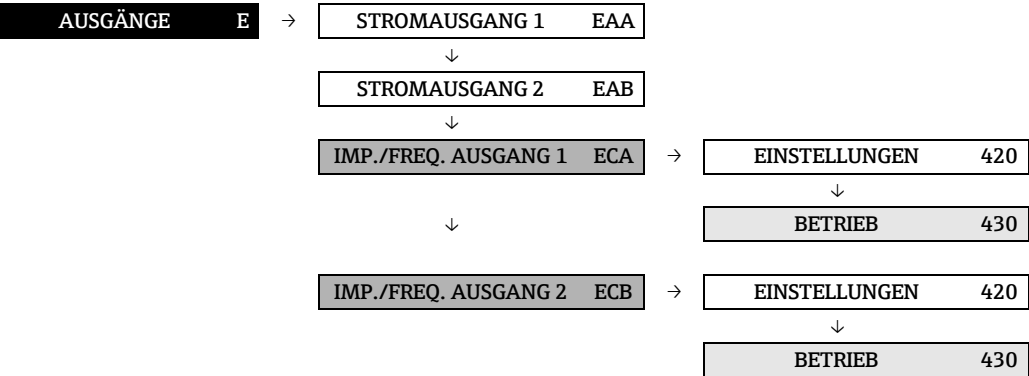 AUSGÄNGE E → STROMAUSGANG 1 EAA
↓
STROMAUSGANG 2 EAB
↓
IMP./FREQ. AUSGANG 1 ECA → EINSTELLUNGEN 420
↓
↓ BETRIEB 430
IMP./FREQ. AUSGANG 2 ECB → EINSTELLUNGEN 420
↓
BETRIEB 430